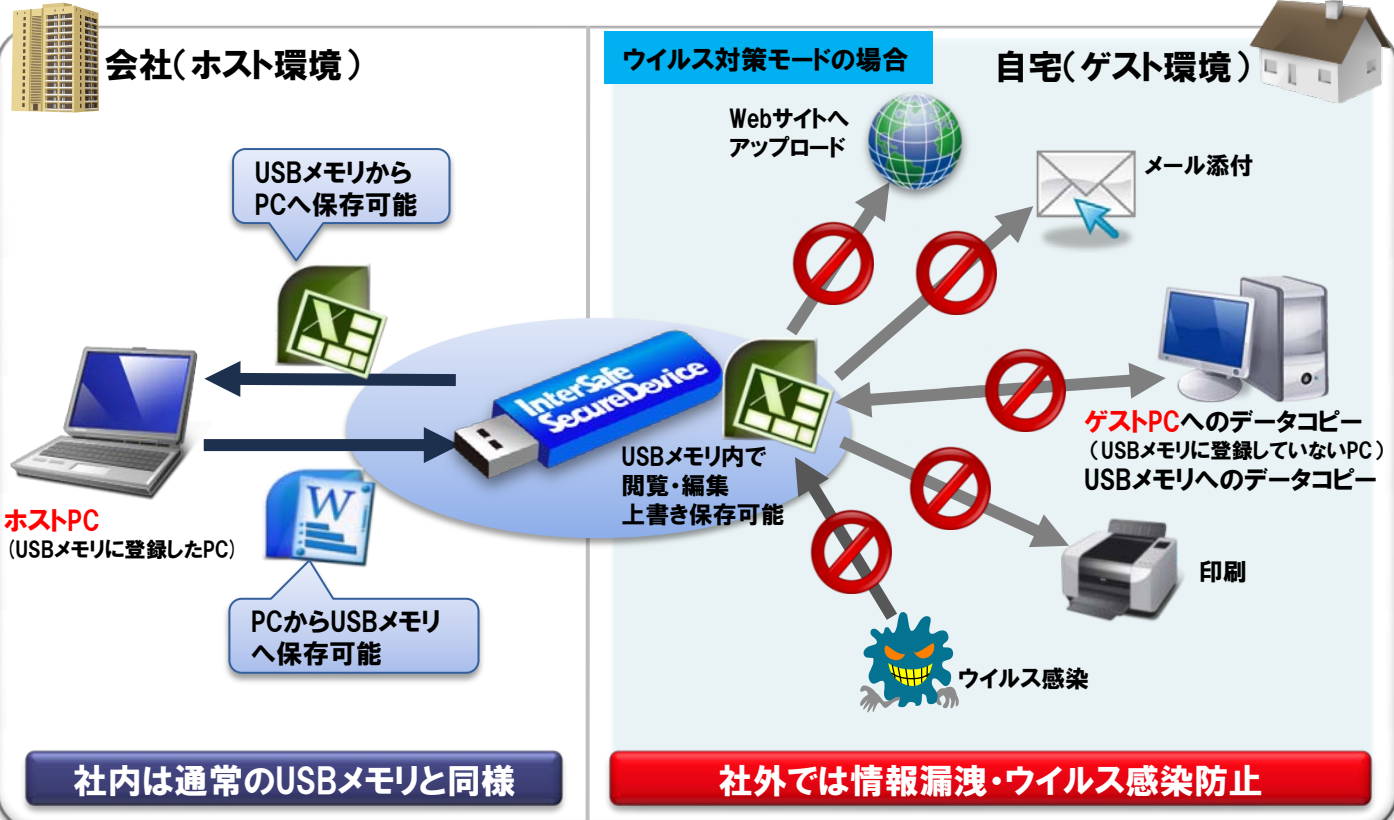 会社(ホスト環境)
USBメモリから
PCへ保存可能
ホストPC
(USBメモリに登録したPC)
W
PCからUSBメモリ
へ保存可能
社内は通常のUSBメモリと同様
InterSafe
SecureDevice
X
X
USBメモリ内で
閲覧・編集
上書き保存可能
ウイルス対策モードの場合
自宅(ゲスト環境)
Webサイトへ
アップロード
メール添付
ゲストPCへのデータコピー
(USBメモリに登録していないPC)
USBメモリへのデータコピー
印刷
ウイルス感染
社外では情報漏洩・ウイルス感染防止